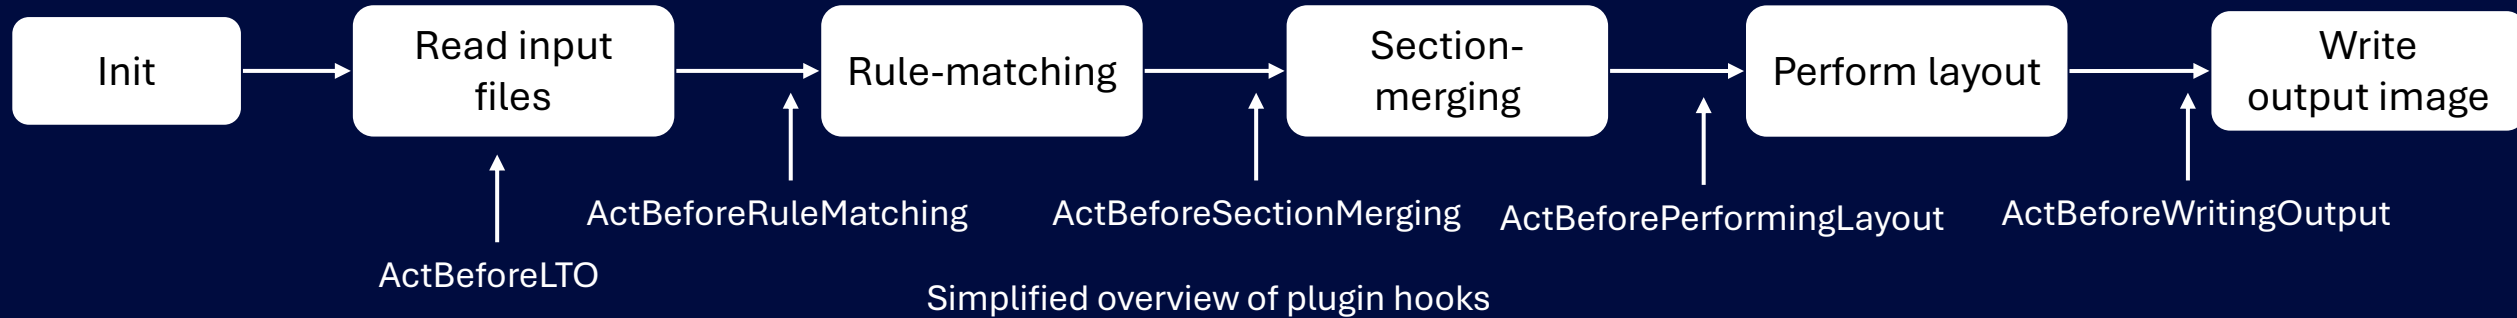 Init
Read input
files
Rule-matching
Section-
merging
Perform layout
Write
output image
ActBeforeLTO
ActBeforeRuleMatching
ActBeforeSectionMerging
ActBeforePerformingLayout
ActBeforeWritingOutput
Simplified overview of plugin hooks